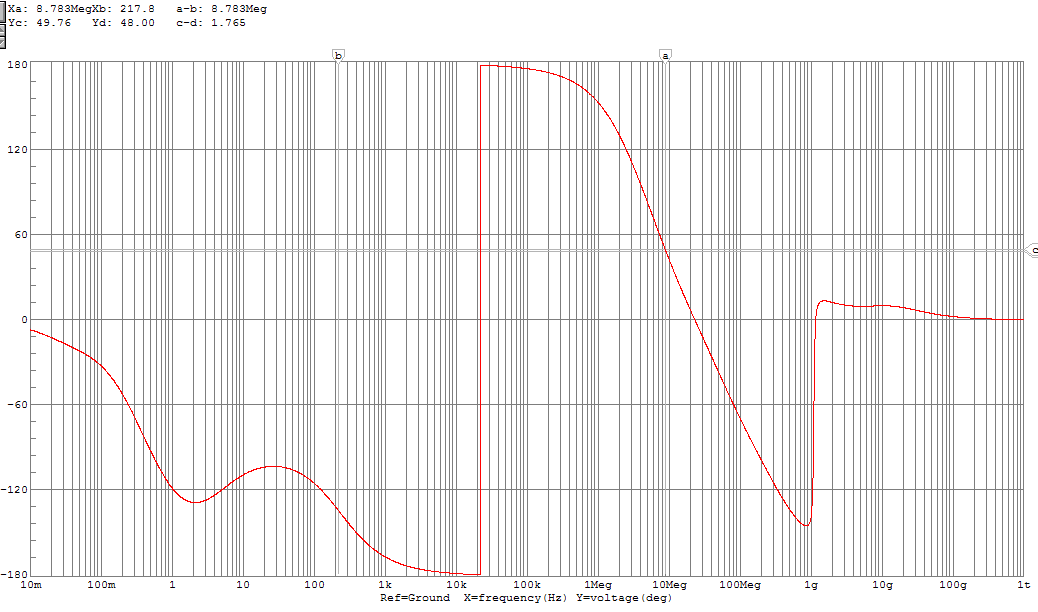 Xa: 8.783MegXb: 217.8 a-b: 8.783Meg
Yc: 49.76 Yd: 48.00 c-d: 1.765
b a
180
120
60
c
0
-60
-120
-180
10m 100m 1 10 100 1k 10k 100k 1Meg 10Meg 100Meg 1g 10g 100g 1t
Ref=Ground X=frequency(Hz) Y=voltage(deg)